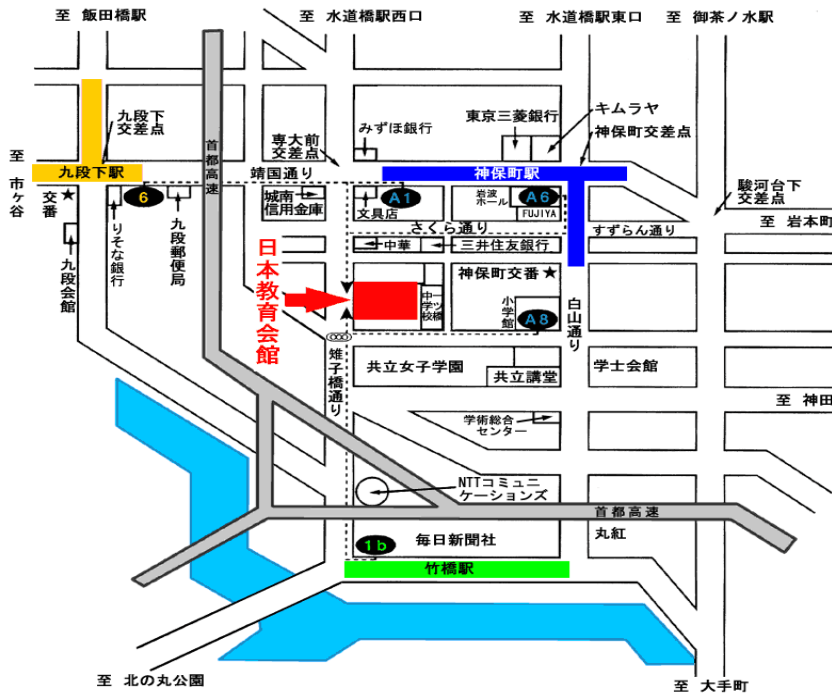 至 飯田橋駅
至 水道橋駅西口
至 水道橋駅東口
至 御茶ノ水駅
九段下
交差点
首都高速
専大前
交差点
みずほ銀行
東京三菱銀行
キムラヤ
神保町交差点
至 市ヶ谷
九段下駅
靖国通り
神保町駅
駿河台下
交差点
交番★
6
城南
信用金庫
A1
文具店
岩波
ホール
A6
FUJIYA
至 岩本町
りそな銀行
九段郵便局
さくら通り
すずらん通り
九段会館
中華
三井住友銀行
日本教育会館
神保町交番★
一ツ橋
中学校
小学館
A8
白山通り
雉子橋通り
共立女子学園
共立講堂
学士会館
至 神田
学術総合
センター
NTTコミュニ
ケーションズ
首都高速
丸紅
1b
毎日新聞社
竹橋駅
至 北の丸公園
至 大手町